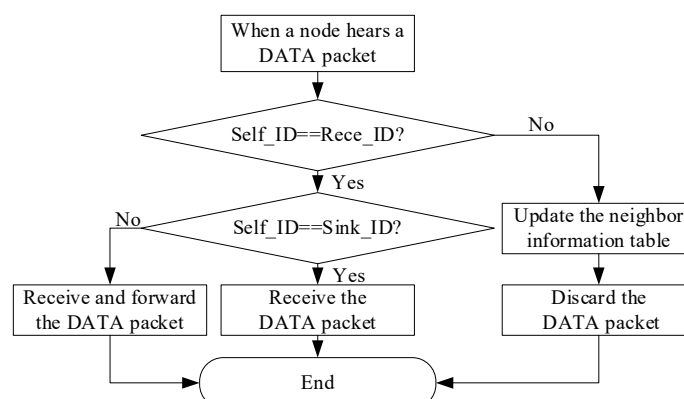 When a node hears a
DATA packet
Self_ID==Rece_ID?
No
Yes
Update the neighbor
information table
No
Self_ID==Sink_ID?
Yes
Receive and forward
the DATA packet
Receive the
DATA packet
Discard the
DATA packet
End